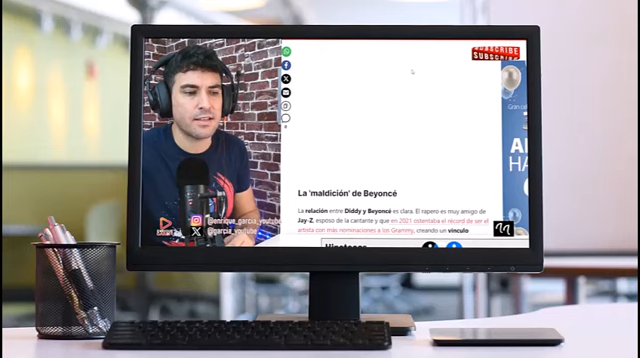 SUBSCRIBE
SUBSCRIBE
Gran
La 'maldición' de Beyoncé
La relación entre Diddy y Beyoncé es clara. El rapero es muy amigo de
Jay-Z, esposo de la cantante y que en 2021 ostentaba el récord de ser el
artista con más nominaciones a los Grammy, creando un vínculo
@enrique_garcia_youtube
@garcia_youtube